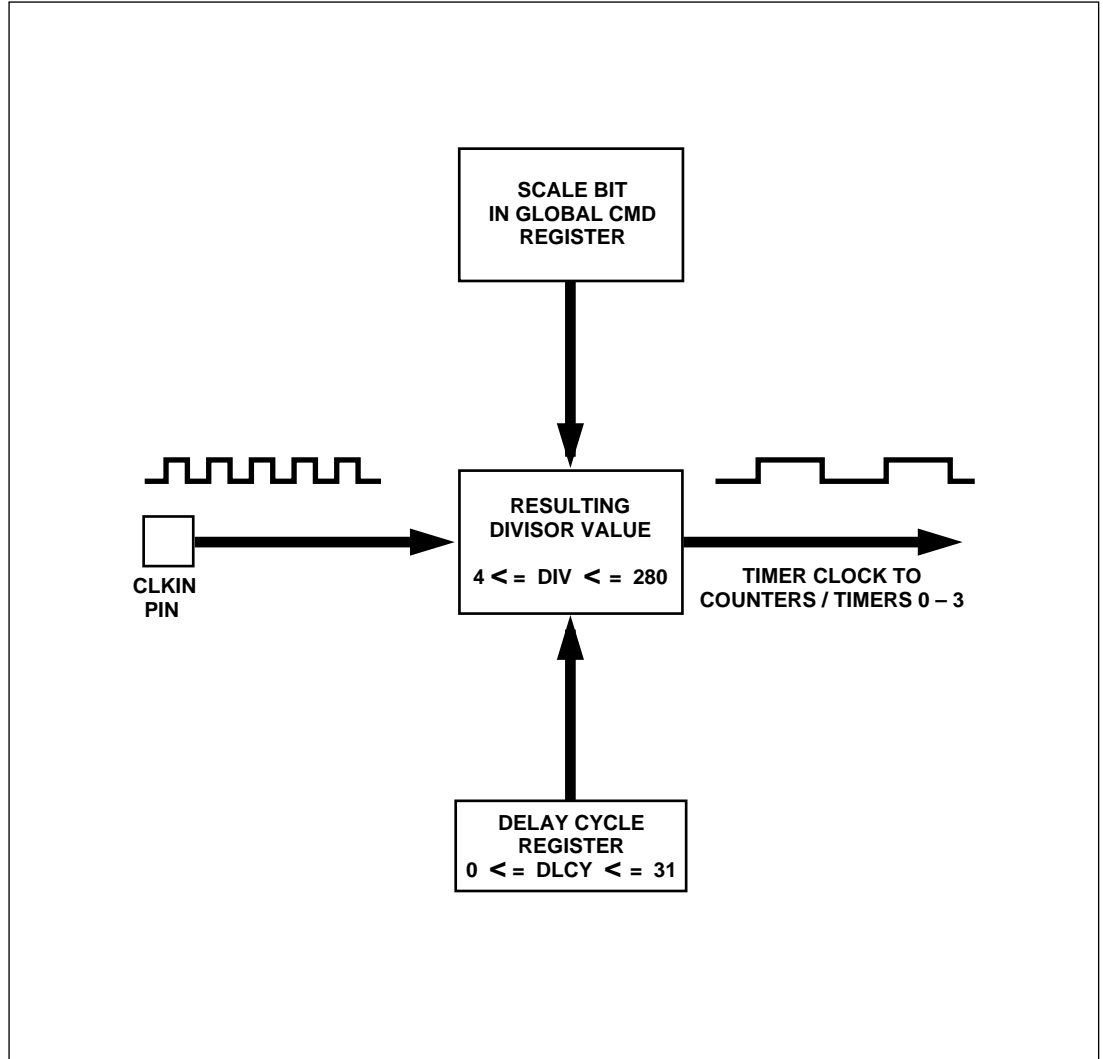 SCALE BIT
IN GLOBAL CMD
REGISTER
RESULTING
DIVISOR VALUE
4 < = DIV < = 280
CLKIN
PIN
TIMER CLOCK TO
COUNTERS / TIMERS 0 – 3
DELAY CYCLE
REGISTER
0 < = DLCY < = 31